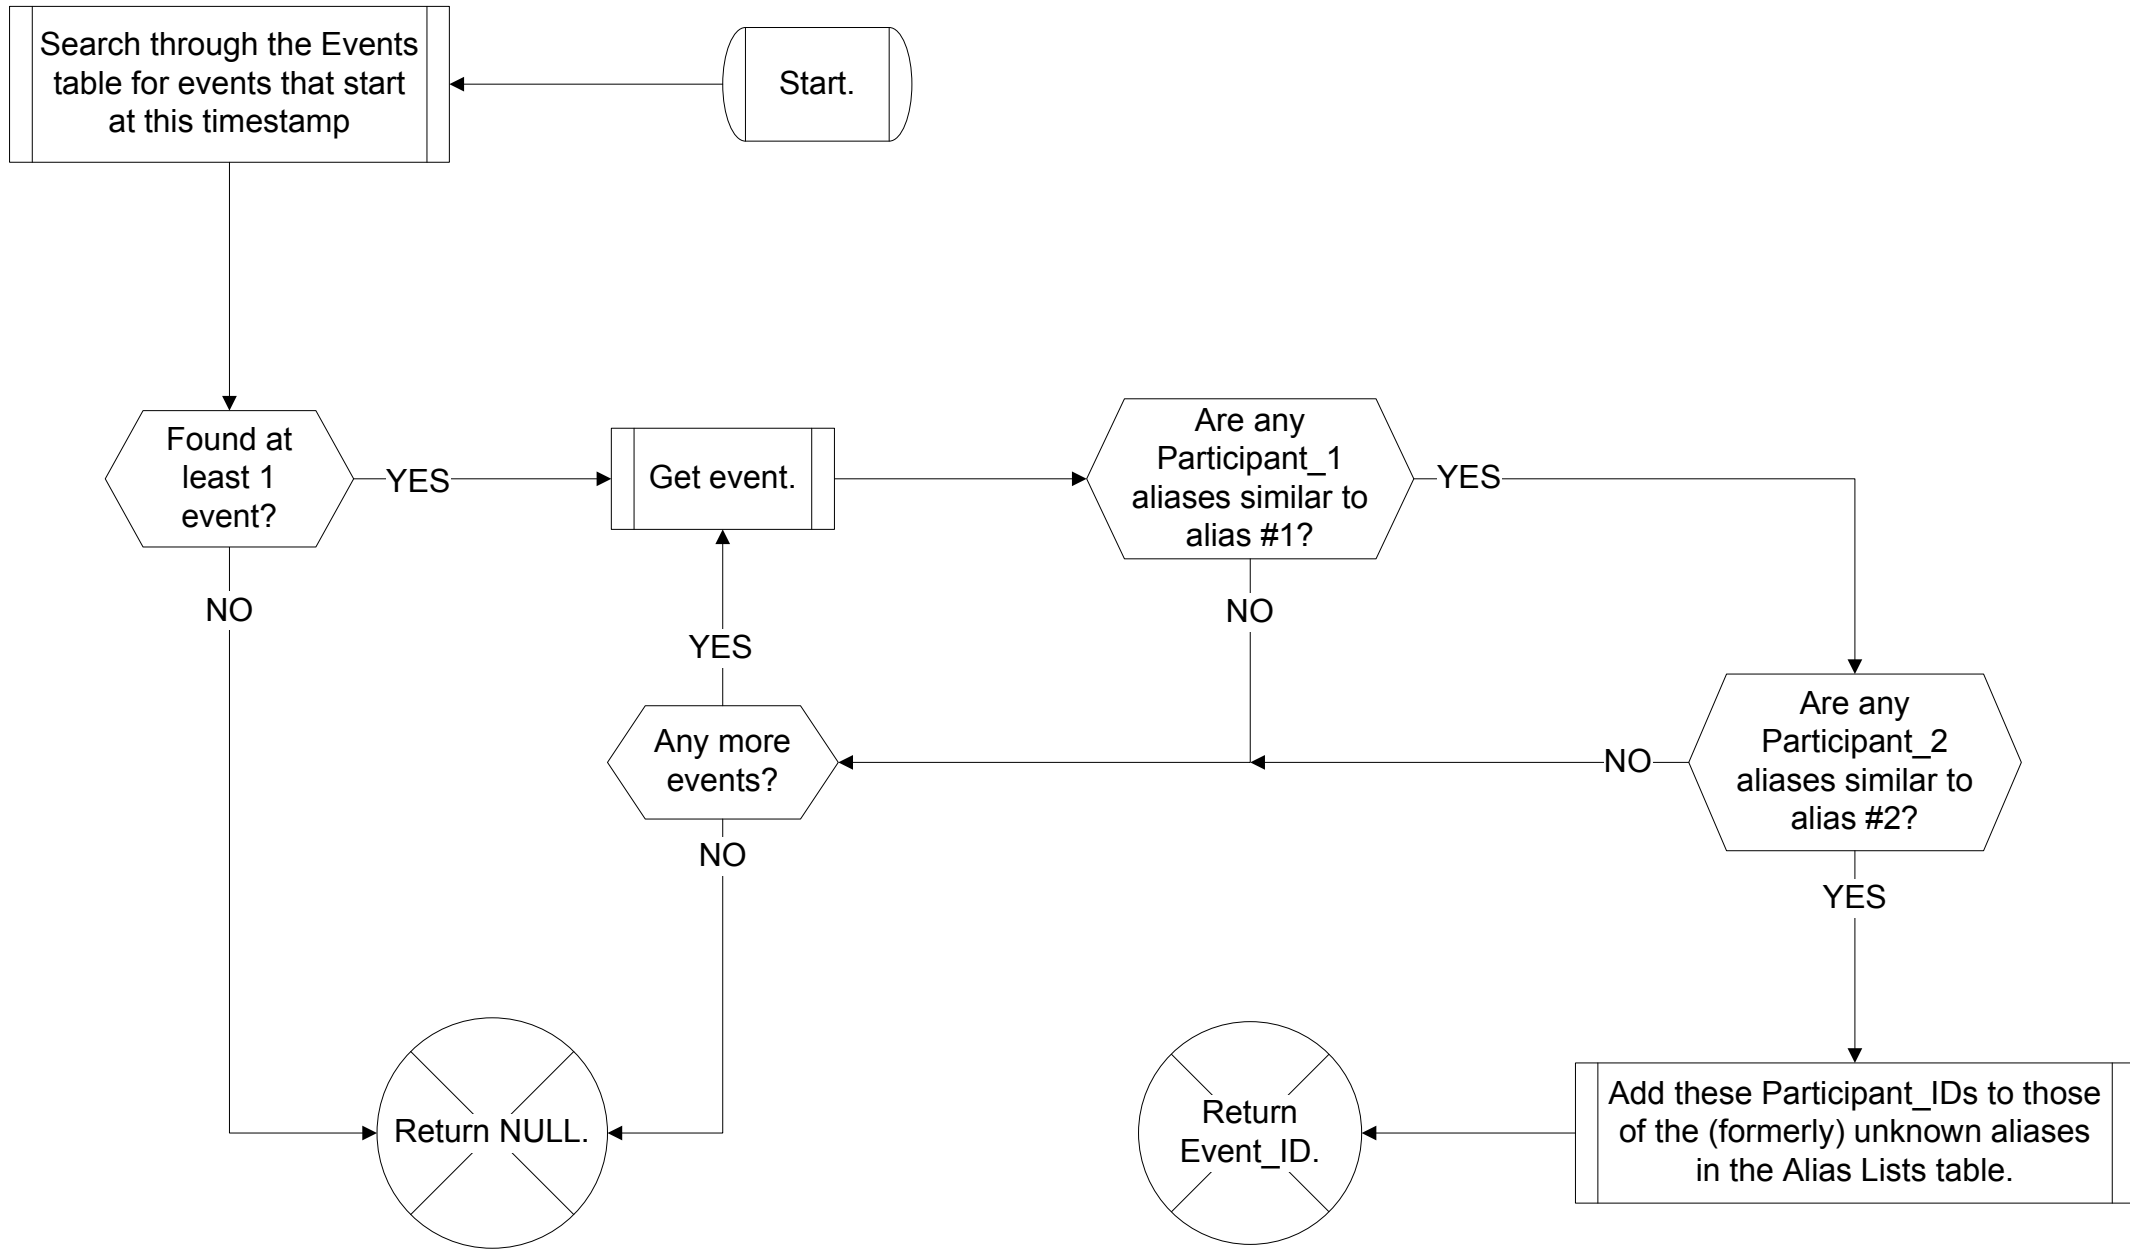 Search through the Events
table for events that start
at this timestamp
Start.
Found at
least 1
event?
YES
Get event.
Are any
Participant_1
aliases similar to
alias #1?
YES
NO
NO
YES
Any more
events?
NO
Are any
Participant_2
aliases similar to
alias #2?
NO
YES
Return NULL.
Return
Event_ID.
Add these Participant_IDs to those
of the (formerly) unknown aliases
in the Alias Lists table.